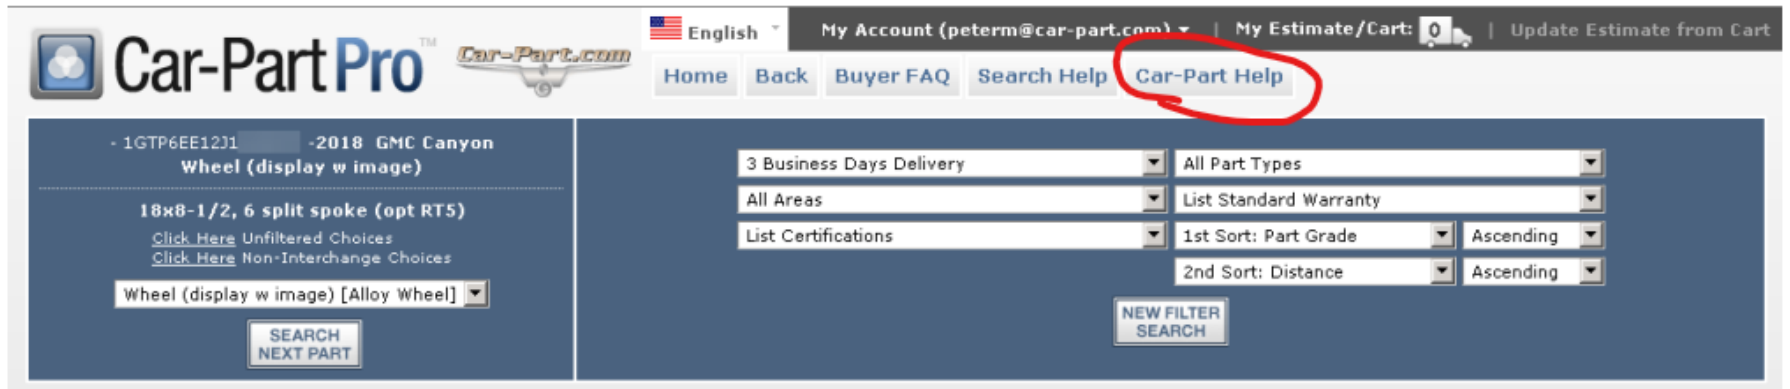 English My Account (peterm@car-part.com) | My Estimate/Cart: 0 | Update Estimate from Cart
Car-Part Pro™ Car-Part.com
Home Back Buyer FAQ Search Help Car-Part Help
- 1GTP6EE12J1 -2018 GMC Canyon
Wheel (display w image)
18x8-1/2, 6 split spoke (opt RT5)
Click Here Unfiltered Choices
Click Here Non-Interchange Choices
Wheel (display w image) [Alloy Wheel]
SEARCH
NEXT PART
3 Business Days Delivery All Part Types
All Areas List Standard Warranty
List Certifications 1st Sort: Part Grade Ascending
2nd Sort: Distance Ascending
NEW FILTER
SEARCH